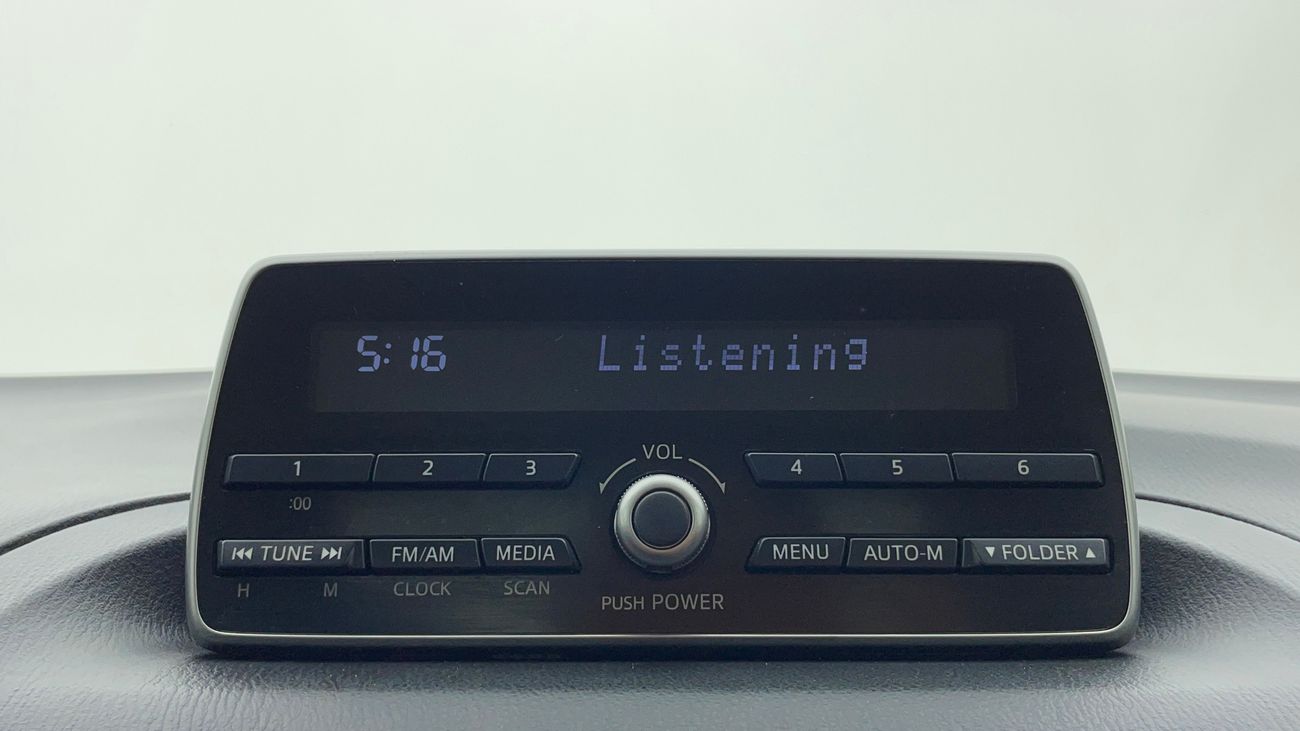 5:16 Listening
VOL
1 2 3 4 5 6
:00
⏮ TUNE ⏭ FM/AM MEDIA MENU AUTO-M ▼ FOLDER ▲
H M CLOCK SCAN
PUSH POWER